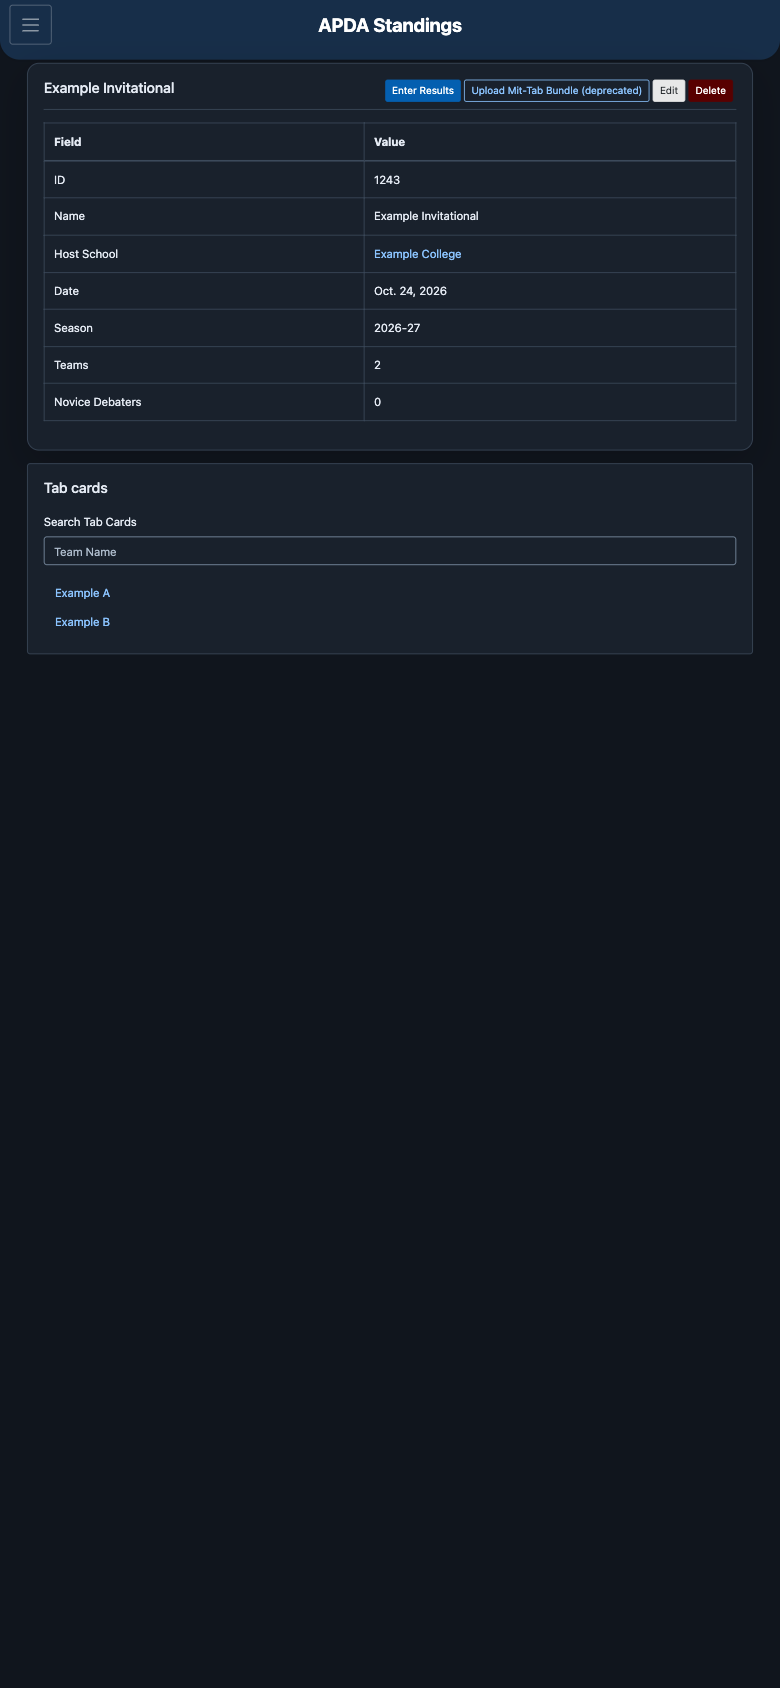 APDA Standings
Example Invitational
Enter Results Upload Mit-Tab Bundle (deprecated) Edit Delete
Field Value
ID 1243
Name Example Invitational
Host School Example College
Date Oct. 24, 2026
Season 2026-27
Teams 2
Novice Debaters 0
Tab cards
Search Tab Cards
Team Name
Example A
Example B